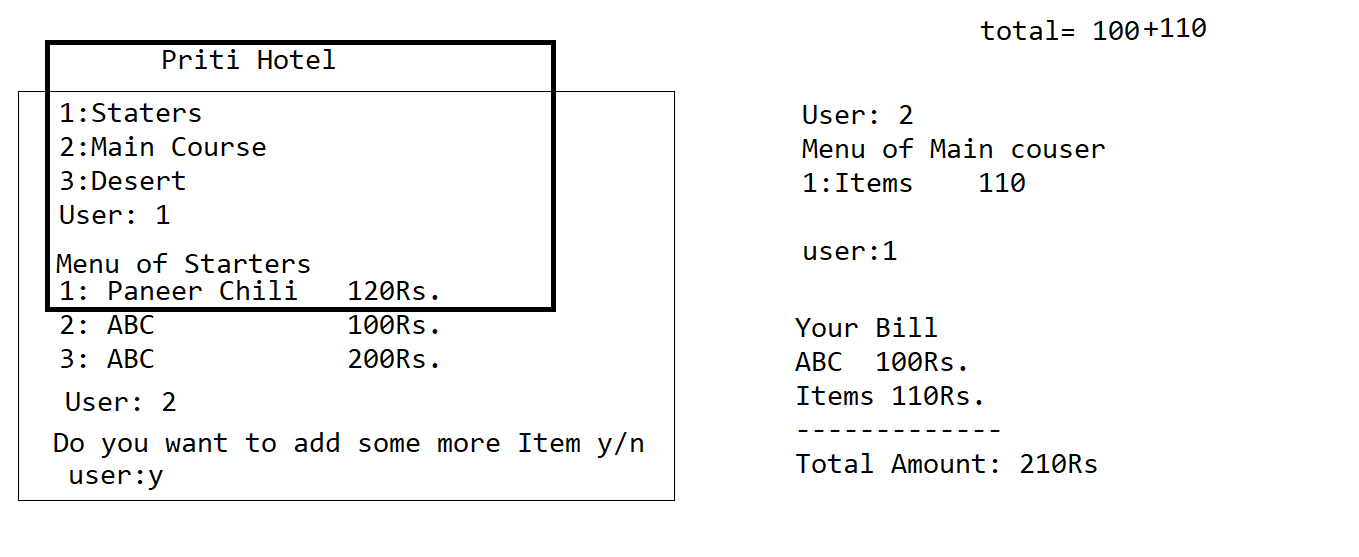 Priti Hotel
1:Staters
2:Main Course
3:Desert
User: 1
Menu of Starters
1: Paneer Chili 120Rs.
2: ABC 100Rs.
3: ABC 200Rs.
User: 2
Do you want to add some more Item y/n
user:y
total= 100+110
User: 2
Menu of Main couser
1:Items 110
user:1
Your Bill
ABC 100Rs.
Items 110Rs.
-------------
Total Amount: 210Rs